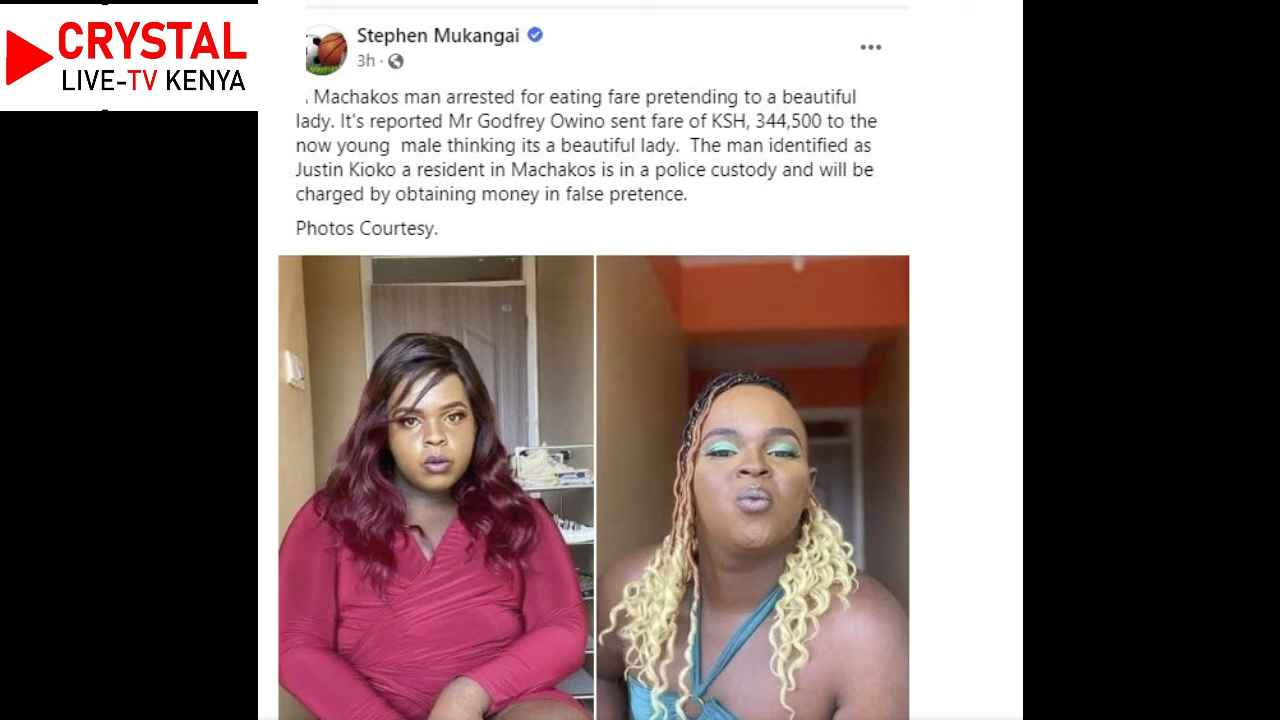 CRYSTAL
LIVE-TV KENYA
Stephen Mukangai
3h ·
Machakos man arrested for eating fare pretending to a beautiful
lady. It's reported Mr Godfrey Owino sent fare of KSH, 344,500 to the
now young male thinking its a beautiful lady. The man identified as
Justin Kioko a resident in Machakos is in a police custody and will be
charged by obtaining money in false pretence.
Photos Courtesy.